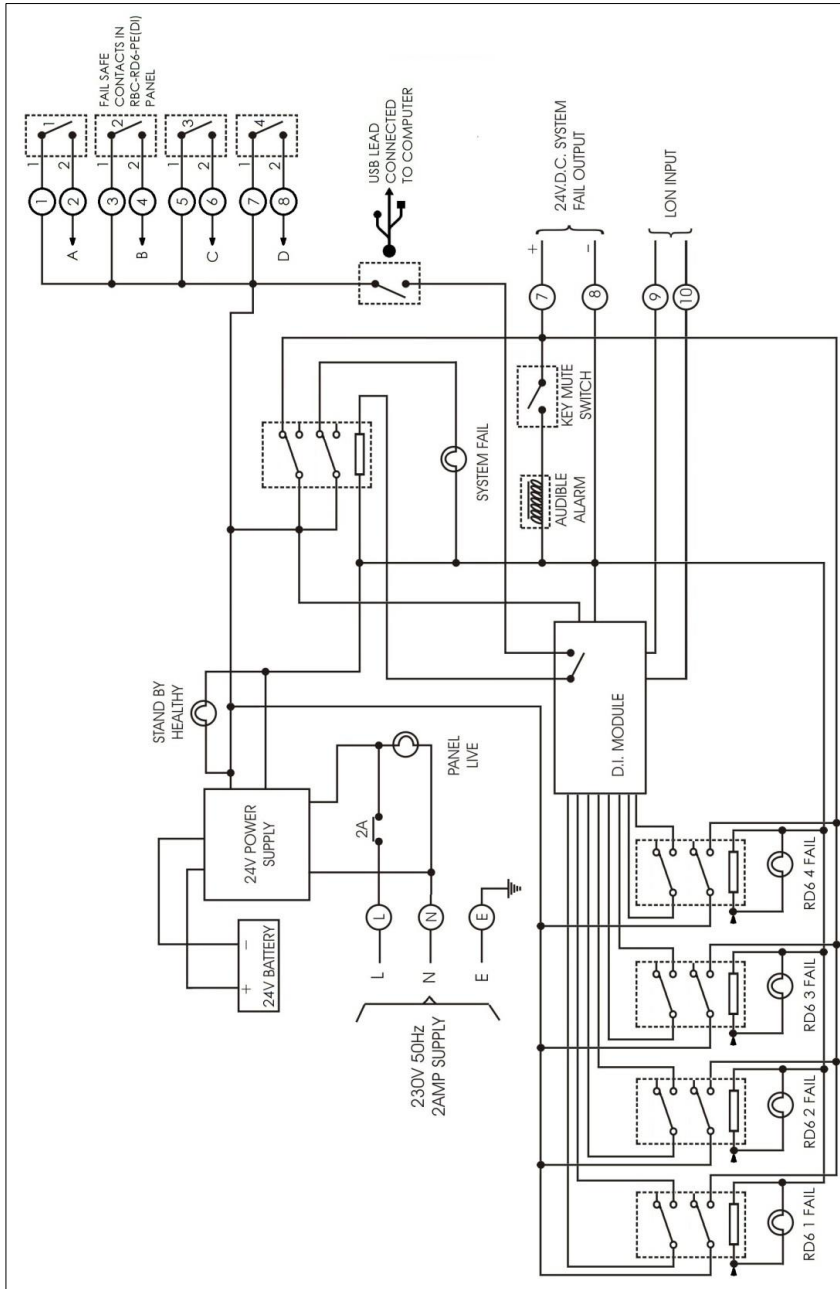 FAIL SAFE
CONTACTS IN
RBC-RD6-PE(DI)
PANEL
1
2
1
1
2
2
1
2
3
1
2
4
1
2
3
4
5
6
7
8
A
B
C
D
USB LEAD
CONNECTED
TO COMPUTER
24V.D.C. SYSTEM
FAIL OUTPUT
+
-
7
8
LON INPUT
9
10
KEY MUTE
SWITCH
AUDIBLE
ALARM
SYSTEM FAIL
STAND BY
HEALTHY
24V POWER
SUPPLY
+ -
24V BATTERY
2A
PANEL
LIVE
L L
N N
E E
230V 50Hz
2AMP SUPPLY
D.I. MODULE
RD6 1 FAIL
RD6 2 FAIL
RD6 3 FAIL
RD6 4 FAIL